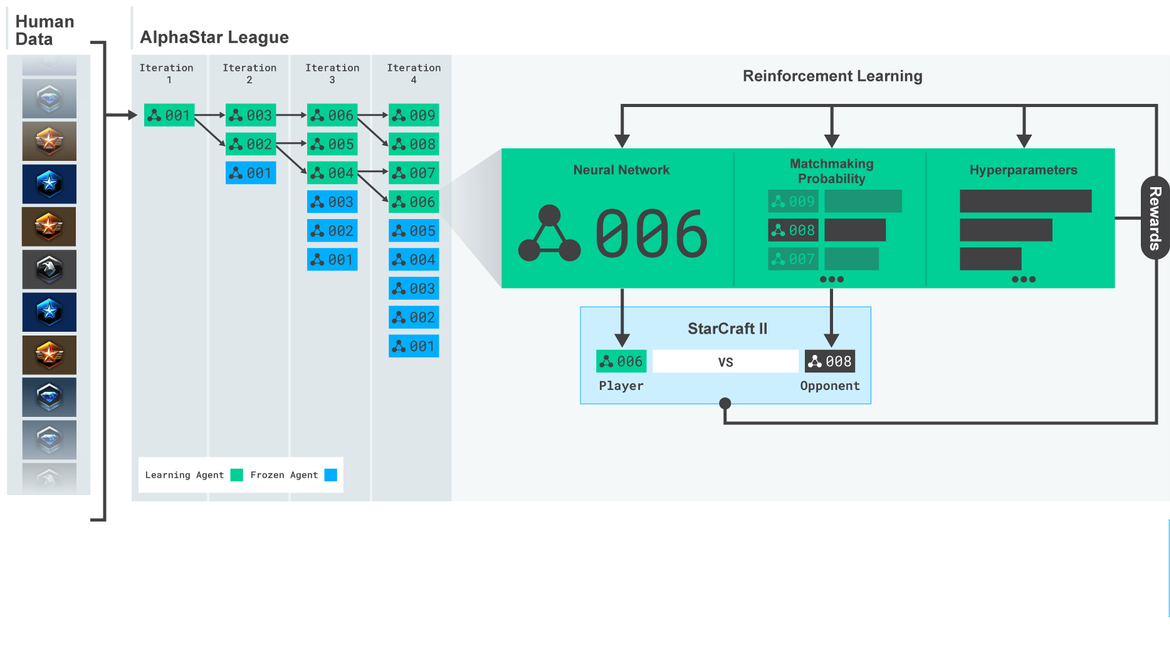 Human
Data
AlphaStar League
Iteration
1
Iteration
2
Iteration
3
Iteration
4
001
003
002
001
006
005
004
003
002
001
009
008
007
006
005
004
003
002
001
Learning Agent
Frozen Agent
Reinforcement Learning
Neural Network
006
Matchmaking
Probability
009
008
007
Hyperparameters
Rewards
StarCraft II
006
VS
008
Player
Opponent